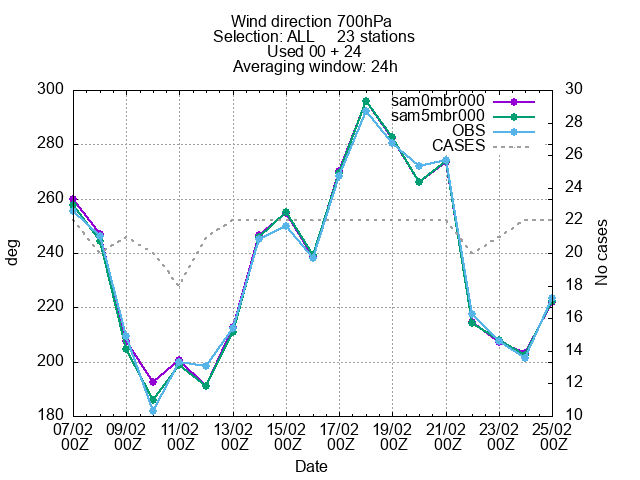 Wind direction 700hPa
Selection: ALL 23 stations
Used 00 + 24
Averaging window: 24h
sam0mbr000
sam5mbr000
OBS
CASES
deg
300
280
260
240
220
200
180
No cases
30
28
26
24
22
20
18
16
14
12
10
07/02 09/02 11/02 13/02 15/02 17/02 19/02 21/02 23/02 25/02
00Z 00Z 00Z 00Z 00Z 00Z 00Z 00Z 00Z 00Z
Date